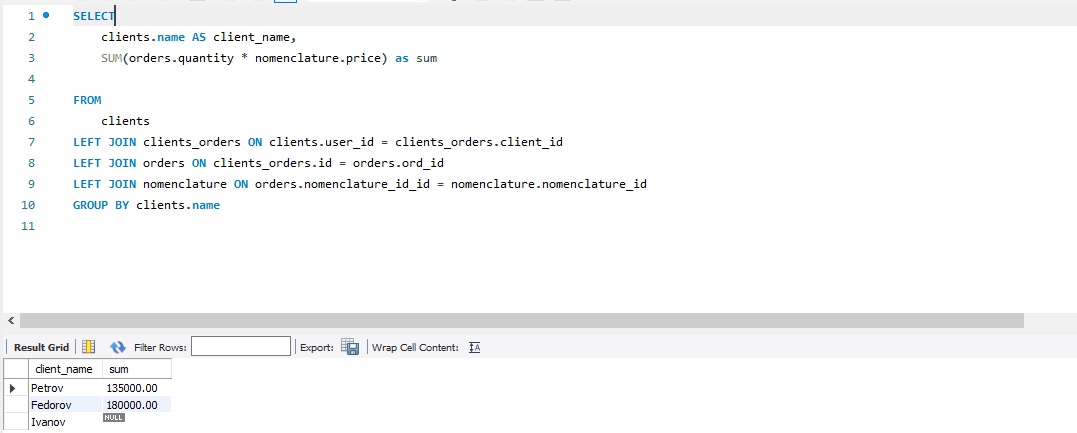 1 SELECT
2 clients.name AS client_name,
3 SUM(orders.quantity * nomenclature.price) as sum
4
5 FROM
6 clients
7 LEFT JOIN clients_orders ON clients.user_id = clients_orders.client_id
8 LEFT JOIN orders ON clients_orders.id = orders.ord_id
9 LEFT JOIN nomenclature ON orders.nomenclature_id_id = nomenclature.nomenclature_id
10 GROUP BY clients.name
11
Result Grid Filter Rows: Export: Wrap Cell Content: IA
client_name sum
Petrov 135000.00
Fedorov 180000.00
Ivanov NULL